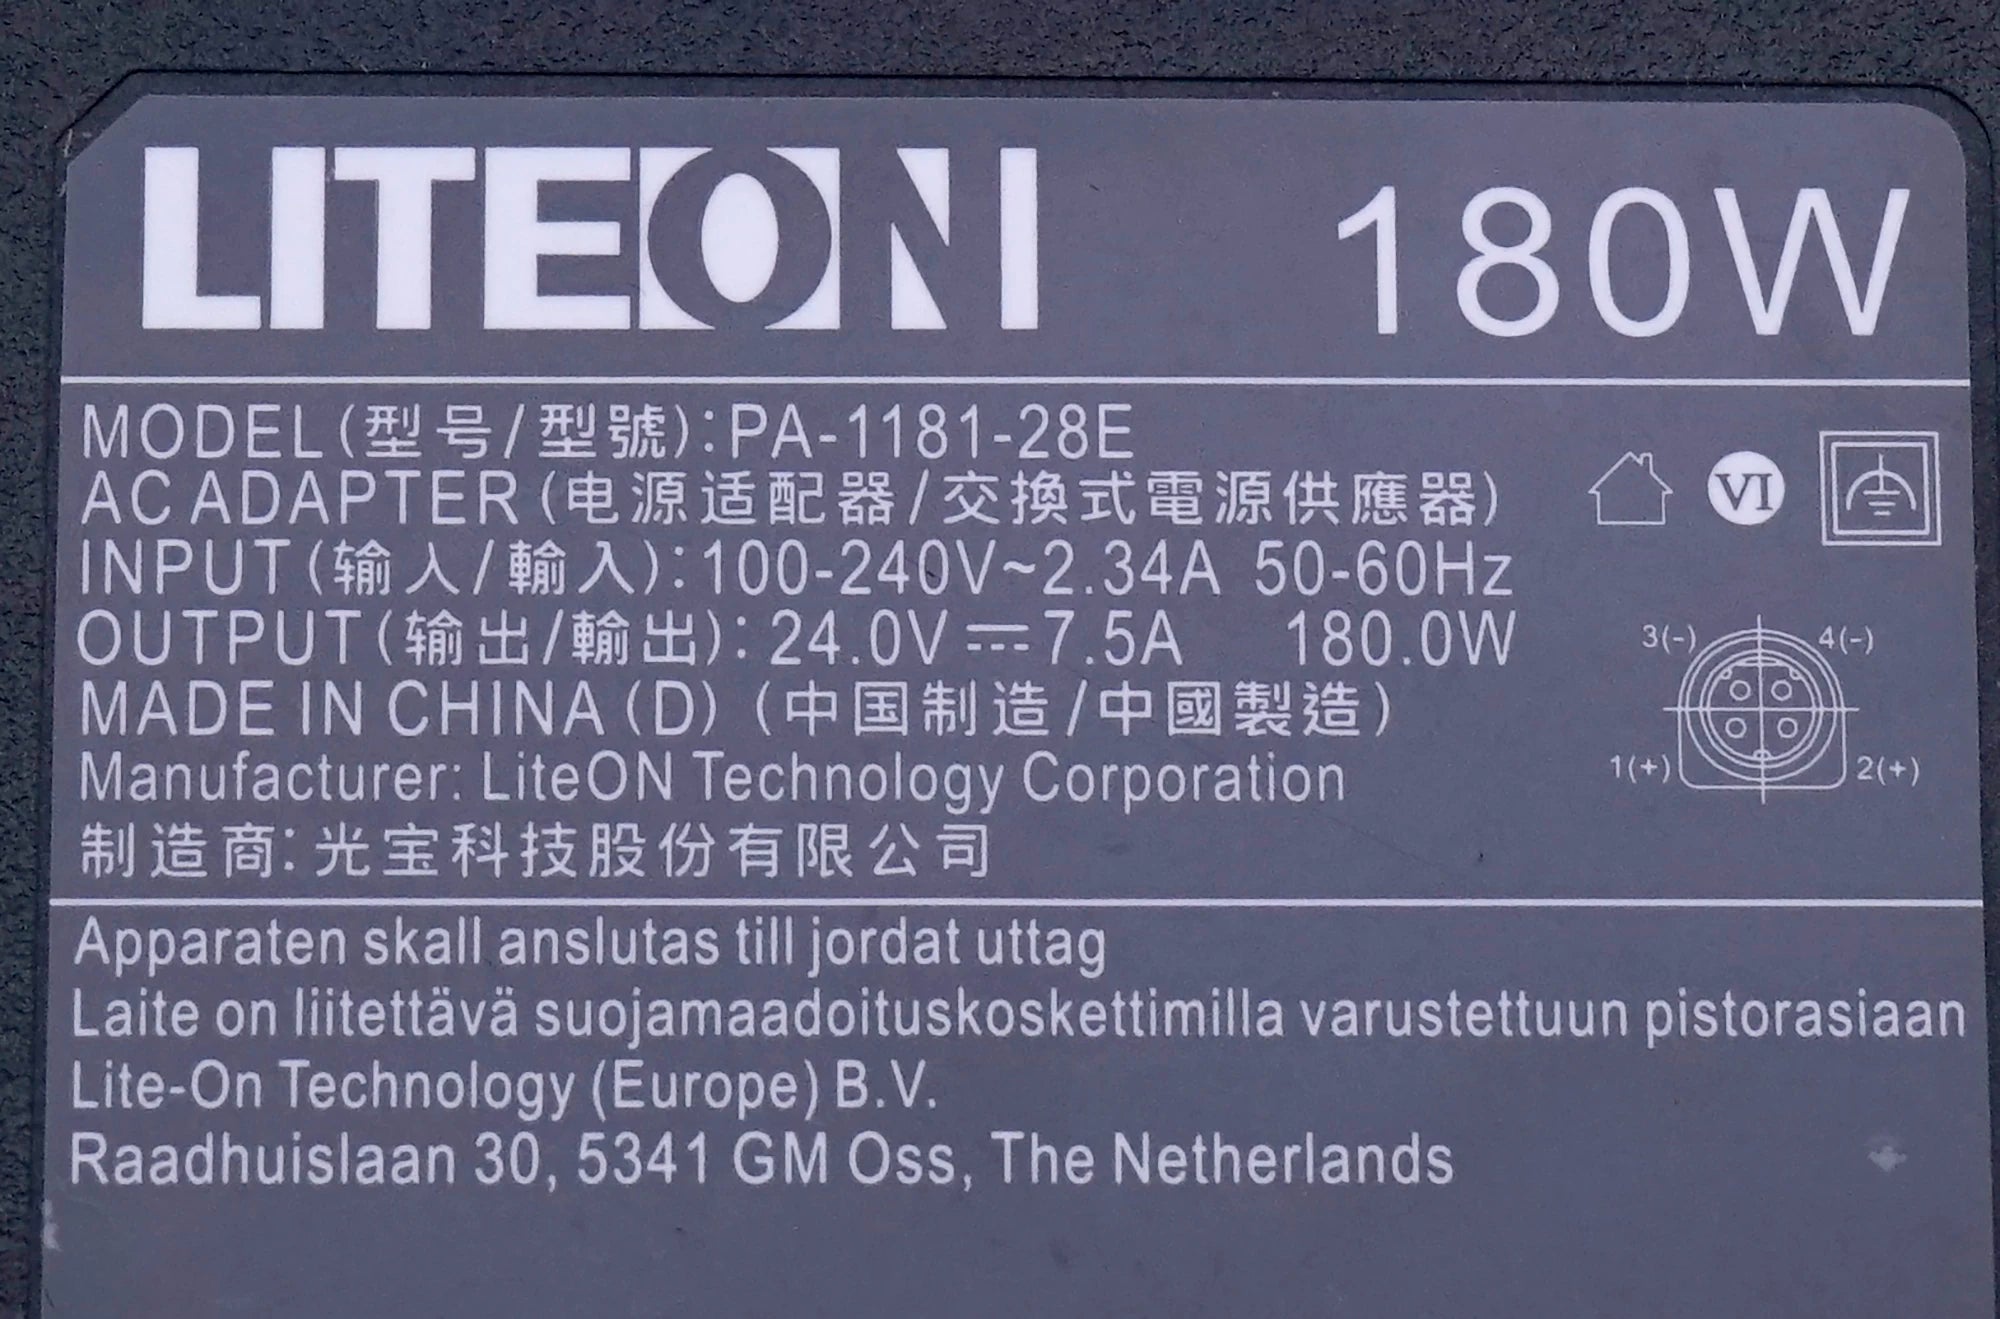 LITEON 180W
MODEL(型号/型號):PA-1181-28E
AC ADAPTER(电源适配器/交換式電源供應器)
VI
INPUT(输入/輸入):100-240V~2.34A 50-60Hz
OUTPUT(输出/輸出):24.0V⎓7.5A 180.0W
3(-) 4(-)
MADE IN CHINA(D) (中国制造/中國製造)
Manufacturer: LiteON Technology Corporation
1(+) 2(+)
制造商:光宝科技股份有限公司
Apparaten skall anslutas till jordat uttag
Laite on liitettävä suojamaadoituskoskettimilla varustettuun pistorasiaan
Lite-On Technology (Europe) B.V.
Raadhuislaan 30, 5341 GM Oss, The Netherlands